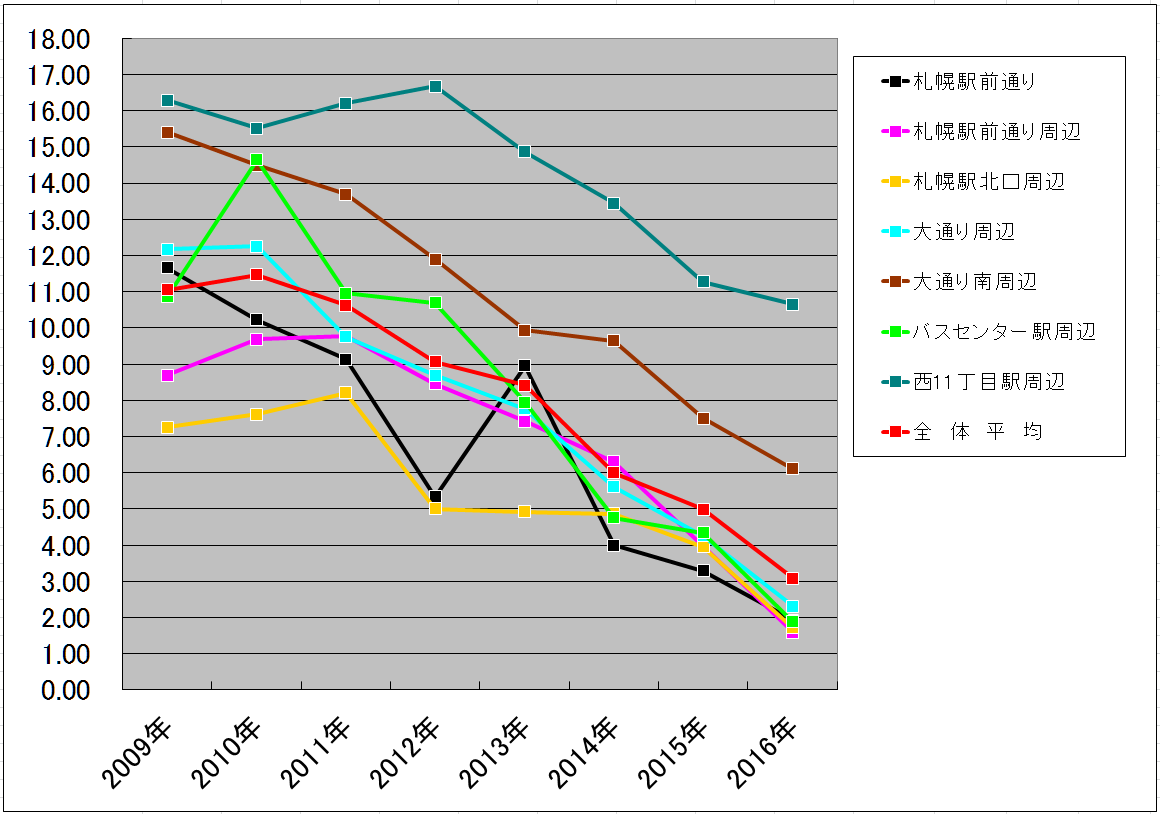 18.00
17.00
16.00
15.00
14.00
13.00
12.00
11.00
10.00
9.00
8.00
7.00
6.00
5.00
4.00
3.00
2.00
1.00
0.00
2009年
2010年
2011年
2012年
2013年
2014年
2015年
2016年
札幌駅前通り
札幌駅前通り周辺
札幌駅北口周辺
大通り周辺
大通り南周辺
バスセンター駅周辺
西11丁目駅周辺
全 体 平 均